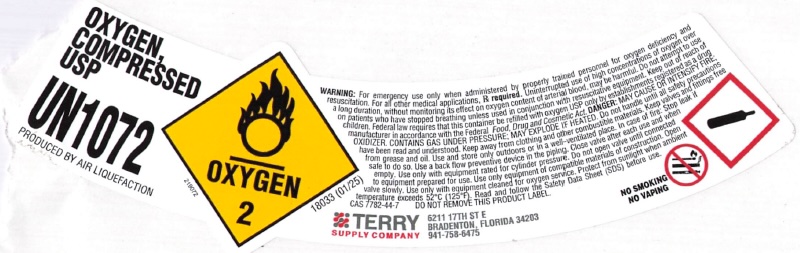 OXYGEN,
COMPRESSED
USP
UN1072
PRODUCED BY AIR LIQUEFACTION
219072
OXYGEN
2
18033 (01/25)
WARNING: For emergency use only when administered by properly trained personnel for oxygen deficiency and
resuscitation. For all other medical applications, ℞ required. Uninterrupted use of high concentrations of oxygen over
a long duration, without monitoring its effect on oxygen content of arterial blood, may be harmful. Do not attempt to use
on patients who have stopped breathing unless used in conjunction with resuscitative equipment. Keep out of reach of
children. Federal law requires that this container be refilled with oxygen USP only by establishments registered as a drug
manufacturer in accordance with the Federal Food, Drug and Cosmetic Act. DANGER: MAY CAUSE OR INTENSIFY FIRE;
OXIDIZER. CONTAINS GAS UNDER PRESSURE; MAY EXPLODE IF HEATED. Do not handle until all safety precautions
have been read and understood. Keep away from clothing and other combustible materials. Keep valves and fittings free
from grease and oil. Use and store only outdoors or in a well-ventilated place. In case of fire: Stop leak if
safe to do so. Use a back flow preventive device in the piping. Close valve after each use and when
empty. Use only with equipment rated for cylinder pressure. Do not open valve until connected
to equipment prepared for use. Use only equipment of compatible materials of construction. Open
valve slowly. Use only with equipment cleaned for oxygen service. Protect from sunlight when ambient
temperature exceeds 52°C (125°F). Read and follow the Safety Data Sheet (SDS) before use.
CAS 7782-44-7 DO NOT REMOVE THIS PRODUCT LABEL.
NO SMOKING
NO VAPING
TERRY
SUPPLY COMPANY
6211 17TH ST E
BRADENTON, FLORIDA 34203
941-758-6475